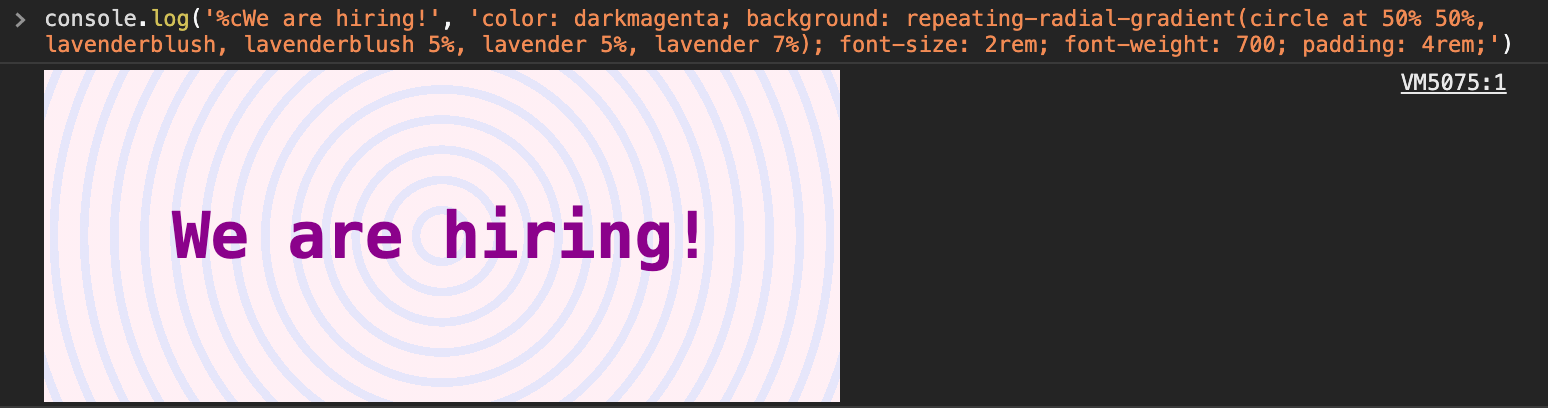 console.log('%cWe are hiring!', 'color: darkmagenta; background: repeating-radial-gradient(circle at 50% 50%,
lavenderblush, lavenderblush 5%, lavender 5%, lavender 7%); font-size: 2rem; font-weight: 700; padding: 4rem;')
VM5075:1
We are hiring!